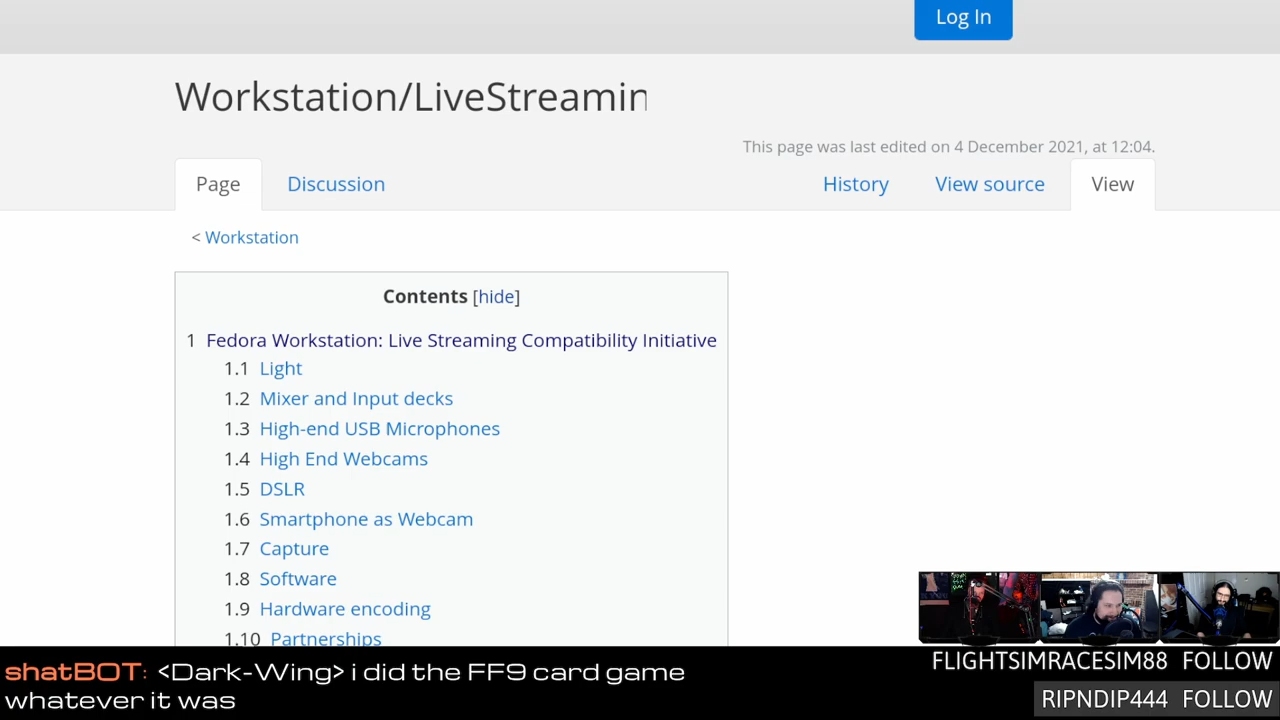 Log In
Workstation/LiveStreamin
This page was last edited on 4 December 2021, at 12:04.
Page
Discussion
History
View source
View
< Workstation
Contents [hide]
1 Fedora Workstation: Live Streaming Compatibility Initiative
1.1 Light
1.2 Mixer and Input decks
1.3 High-end USB Microphones
1.4 High End Webcams
1.5 DSLR
1.6 Smartphone as Webcam
1.7 Capture
1.8 Software
1.9 Hardware encoding
1.10 Partnerships
shatBOT: <Dark-Wing> i did the FF9 card game
whatever it was
FLIGHTSIMRACESIM88 FOLLOW
RIPNDIP444 FOLLOW